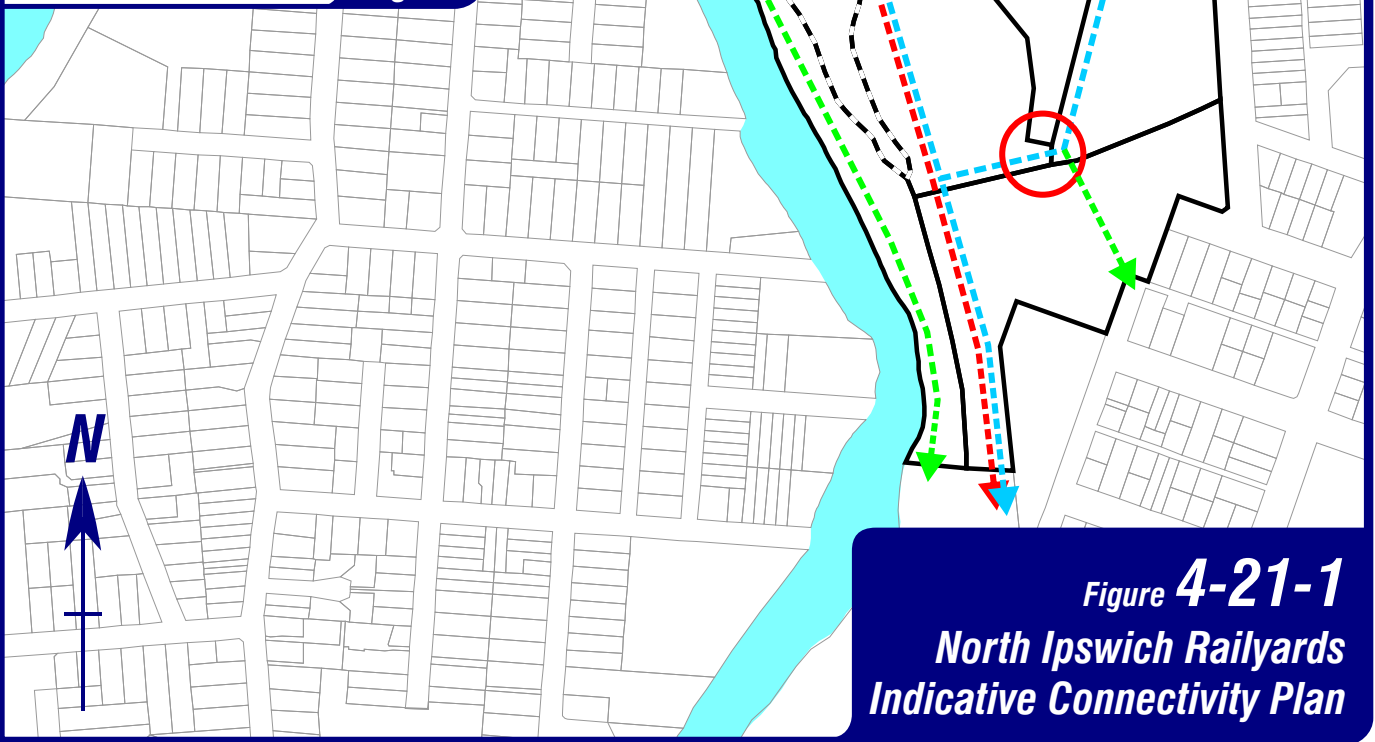 N
Figure 4-21-1
North Ipswich Railyards
Indicative Connectivity Plan